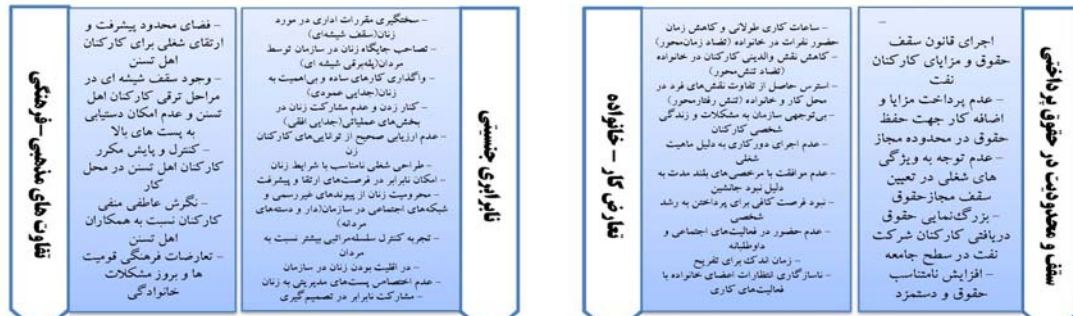 سقف و محدودیت در حقوق پرداختی
–
اجرای قانون سقف
حقوق و مزایای کارکنان
نفت
– عدم پرداخت مزایا و
اضافه کار جهت حفظ
حقوق در محدوده مجاز
– عدم توجه به ویژگی
های شغلی در تعیین
سقف مجازحقوق
– بزرگ‌نمایی حقوق
دریافتی کارکنان شرکت
نفت در سطح جامعه
– افزایش نامتناسب
حقوق و دستمزد
تعارض کار – خانواده
– ساعات کاری طولانی و کاهش زمان
حضور نفرات در خانواده (تضاد زمان‌محور)
– کاهش نقش والدینی کارکنان در خانواده
(تضاد تنش‌محور)
– استرس حاصل از تفاوت نقش‌های فرد در
محل کار و خانواده (تنش رفتارمحور)
– بی‌توجهی سازمان به مشکلات و زندگی
شخصی کارکنان
– عدم اجرای دورکاری به دلیل ماهیت
شغلی
– عدم موافقت با مرخصی‌های بلند مدت به
دلیل نبود جانشین
– نبود فرصت کافی برای پرداختن به رشد
شخصی
– عدم حضور در فعالیت‌های اجتماعی و
داوطلبانه
– زمان اندک برای تفریح
– ناسازگاری انتظارات اعضای خانواده با
فعالیت‌های کاری
نابرابری جنسیتی
– سختگیری مقررات اداری در مورد
زنان(سقف شیشه‌ای)
– تصاحب جایگاه زنان در سازمان توسط
مردان(پله‌برقی شیشه ای)
– واگذاری کارهای ساده و بی‌اهمیت به
زنان(جدایی عمودی)
– کنار زدن و عدم مشارکت زنان در
بخش‌های عملیاتی(جدایی افقی)
– عدم ارزیابی صحیح از توانایی‌های کارکنان
زن
– طراحی شغلی نامناسب با شرایط زنان
– امکان نابرابر در فرصت‌های ارتقا و پیشرفت
– محرومیت زنان از پیوندهای غیررسمی و
شبکه‌های اجتماعی در سازمان(دار و دسته‌های
مردانه)
– تجربه کنترل سلسله‌مراتبی بیشتر نسبت به
مردان
– در اقلیت بودن زنان در سازمان
– عدم اختصاص پست‌های مدیریتی به زنان
– مشارکت نابرابر در تصمیم‌گیری
تفاوت های مذهبی–فرهنگی
– فضای محدود پیشرفت و
ارتقای شغلی برای کارکنان
اهل تسنن
– وجود سقف شیشه ای در
مراحل ترقی کارکنان اهل
تسنن و عدم امکان دستیابی
به پست های بالا
– کنترل و پایش مکرر
کارکنان اهل تسنن در محل
کار
– نگرش عاطفی منفی
کارکنان نسبت به همکاران
اهل تسنن
– تعارضات فرهنگی قومیت
ها و بروز مشکلات
خانوادگی